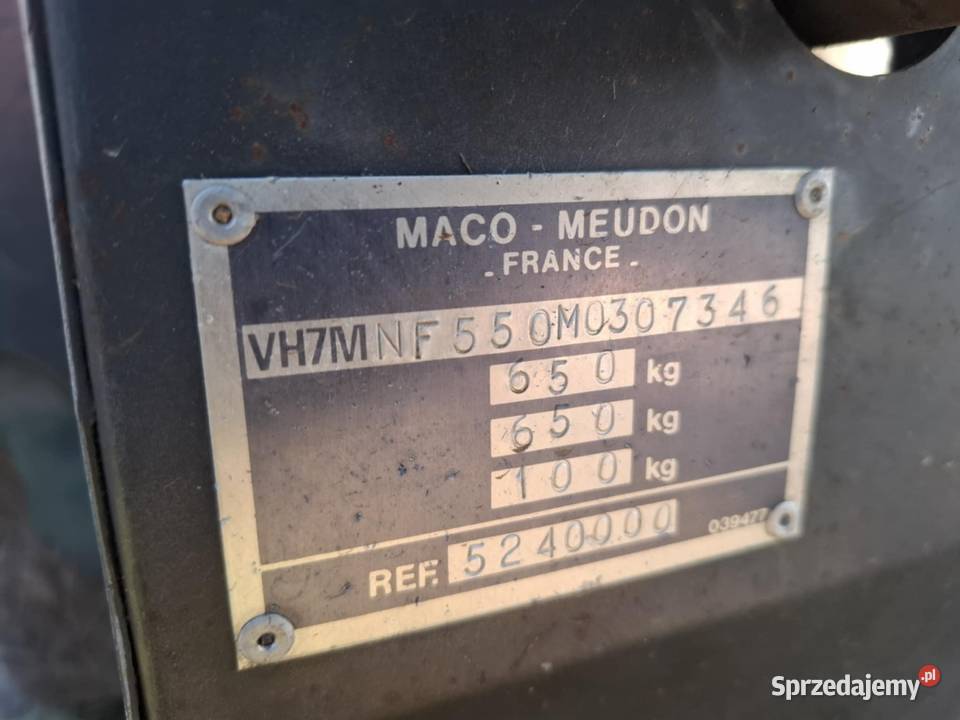 MACO - MEUDON
- FRANCE -
VH7MNF550M0307346
650 kg
650 kg
100 kg
REF. 5240000
039477
Sprzedajemy.pl